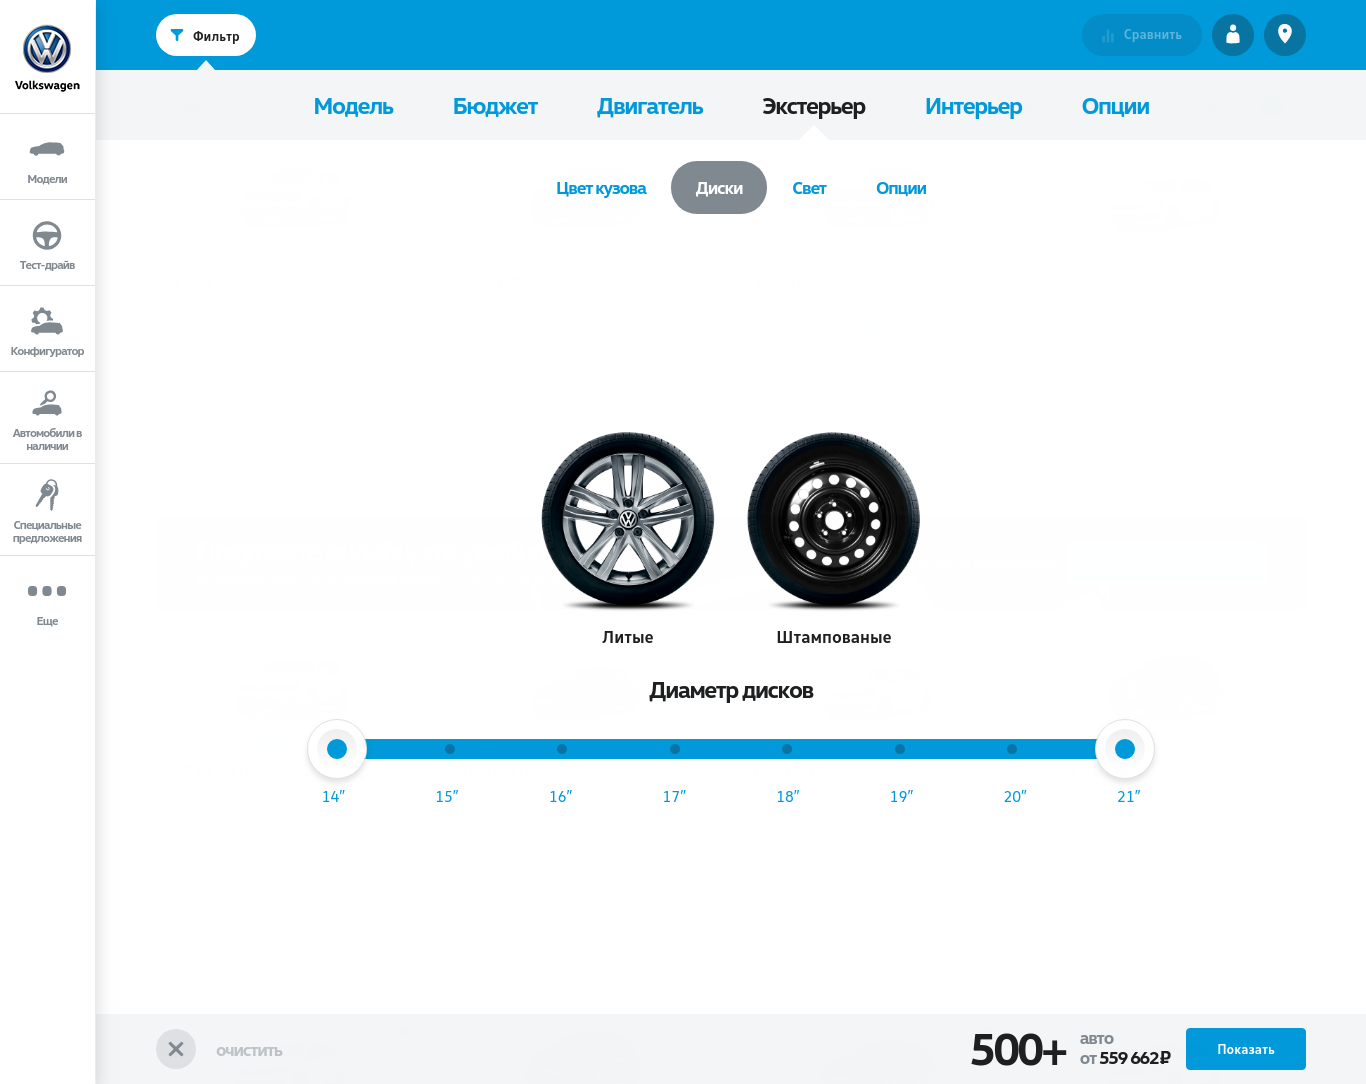 Volkswagen
Модели
Тест-драйв
Конфигуратор
Автомобили в
наличии
Специальные
предложения
Еще
Фильтр
Сравнить
Модель Бюджет Двигатель Экстерьер Интерьер Опции
Цвет кузова Диски Свет Опции
Литые Штампованые
Диаметр дисков
14″ 15″ 16″ 17″ 18″ 19″ 20″ 21″
ОЧИСТИТЬ
500+
авто
от 559 662₽
Показать